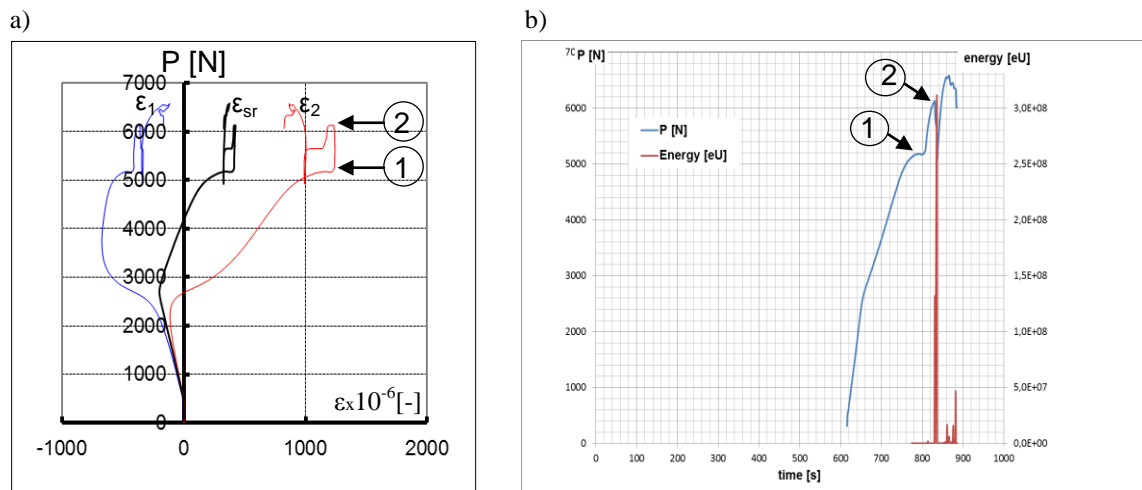 a)
P [N]
7000
6000
5000
4000
3000
2000
1000
0
ε1
εsr
ε2
2
1
εx10-6[-]
-1000
0
1000
2000
b)
70
P [N]
6000
5000
4000
3000
2000
1000
0
energy [eU]
3,0E+08
2,5E+08
2,0E+08
1,5E+08
1,0E+08
5,0E+07
0,0E+00
2
1
P [N]
Energy [eU]
0
100
200
300
400
500
600
700
800
900
1000
time [s]